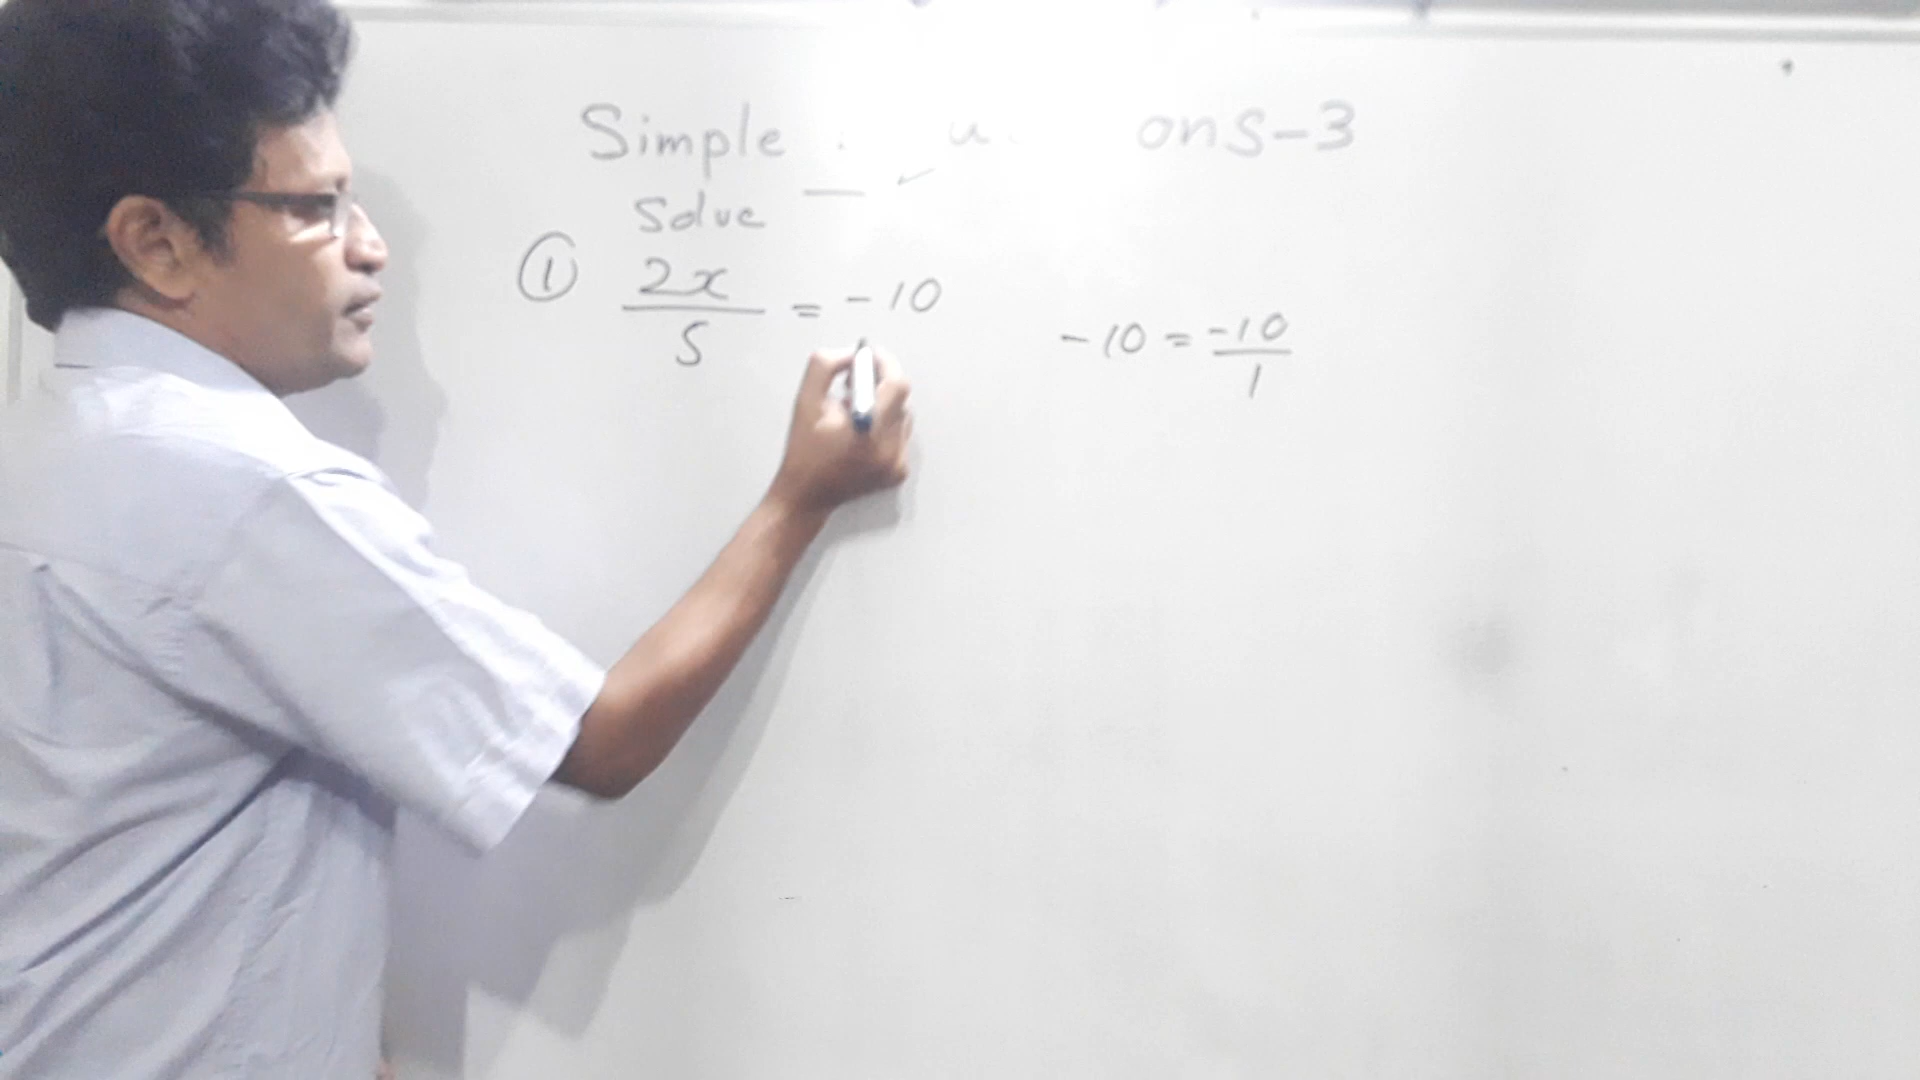 Simple ons-3
Solve
① 2x/5 = -10
-10 = -10/1